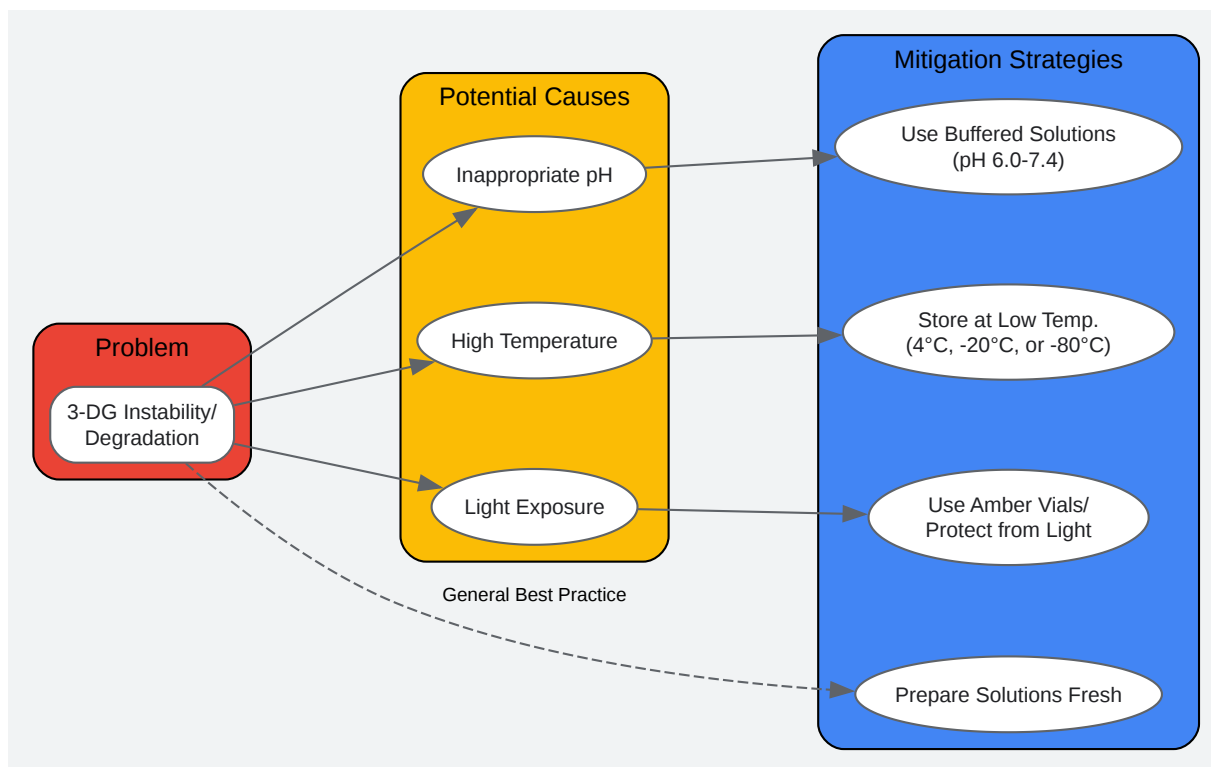 Problem
3-DG Instability/
Degradation
Potential Causes
Inappropriate pH
High Temperature
Light Exposure
General Best Practice
Mitigation Strategies
Use Buffered Solutions
(pH 6.0-7.4)
Store at Low Temp.
(4°C, -20°C, or -80°C)
Use Amber Vials/
Protect from Light
Prepare Solutions Fresh